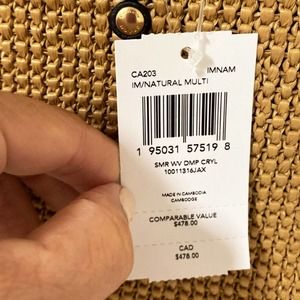 CA203 IMNAM
IM/NATURAL MULTI
1 95031 57519 8
SMR WV DMP CRYL
10011316JAX
MADE IN CAMBODIA
CAMBODGE
COMPARABLE VALUE
$478.00
CAD
$478.00